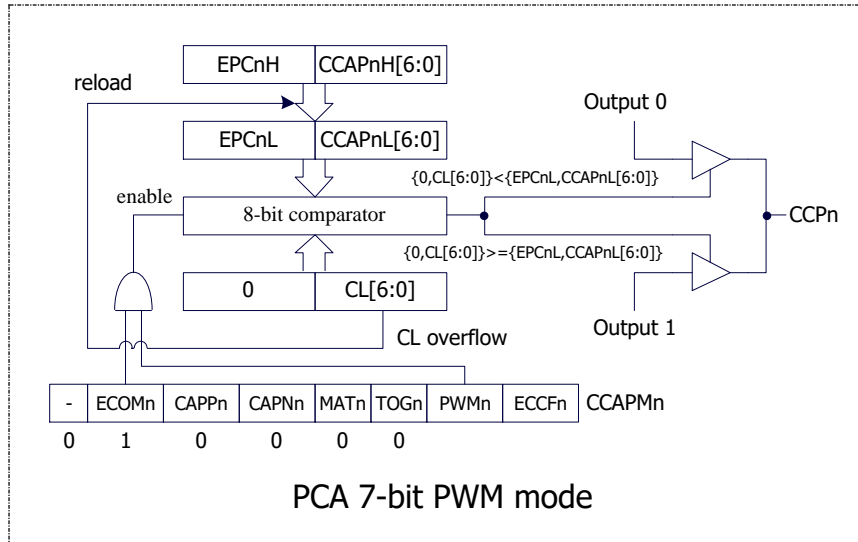 EPCnH CCAPnH[6:0]
reload
Output 0
EPCnL CCAPnL[6:0]
{0,CL[6:0]}<{EPCnL,CCAPnL[6:0]}
enable
8-bit comparator
CCPn
{0,CL[6:0]}>={EPCnL,CCAPnL[6:0]}
0 CL[6:0]
Output 1
CL overflow
- ECOMn CAPPn CAPNn MATn TOGn PWMn ECCFn CCAPMn
0 1 0 0 0 0
PCA 7-bit PWM mode